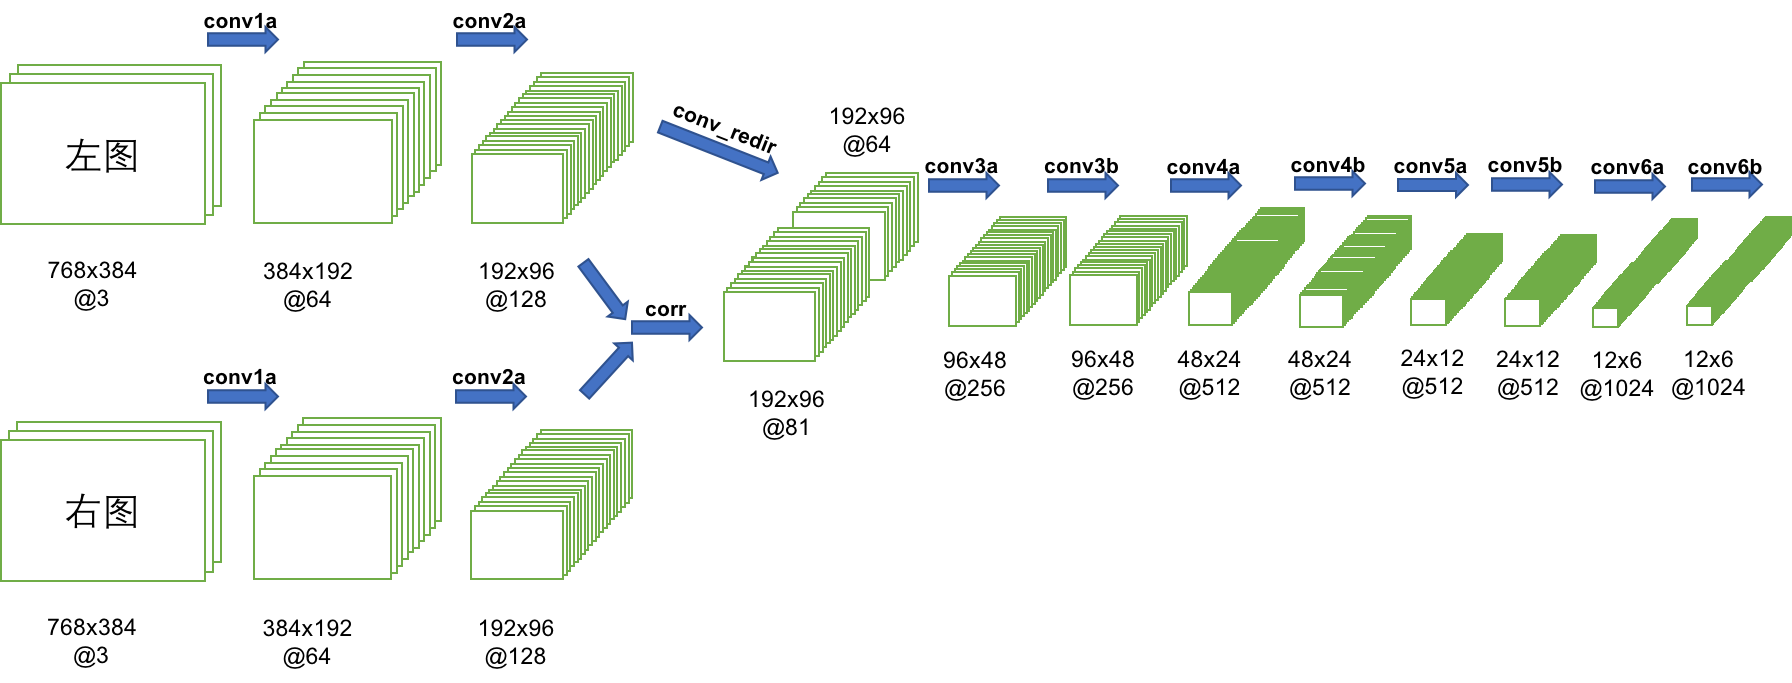 conv1a
conv2a
左图
768x384
@3
384x192
@64
192x96
@128
conv_redir
192x96
@64
corr
192x96
@81
conv3a
conv3b
conv4a
conv4b
conv5a
conv5b
conv6a
conv6b
96x48
@256
96x48
@256
48x24
@512
48x24
@512
24x12
@512
24x12
@512
12x6
@1024
12x6
@1024
conv1a
conv2a
右图
768x384
@3
384x192
@64
192x96
@128